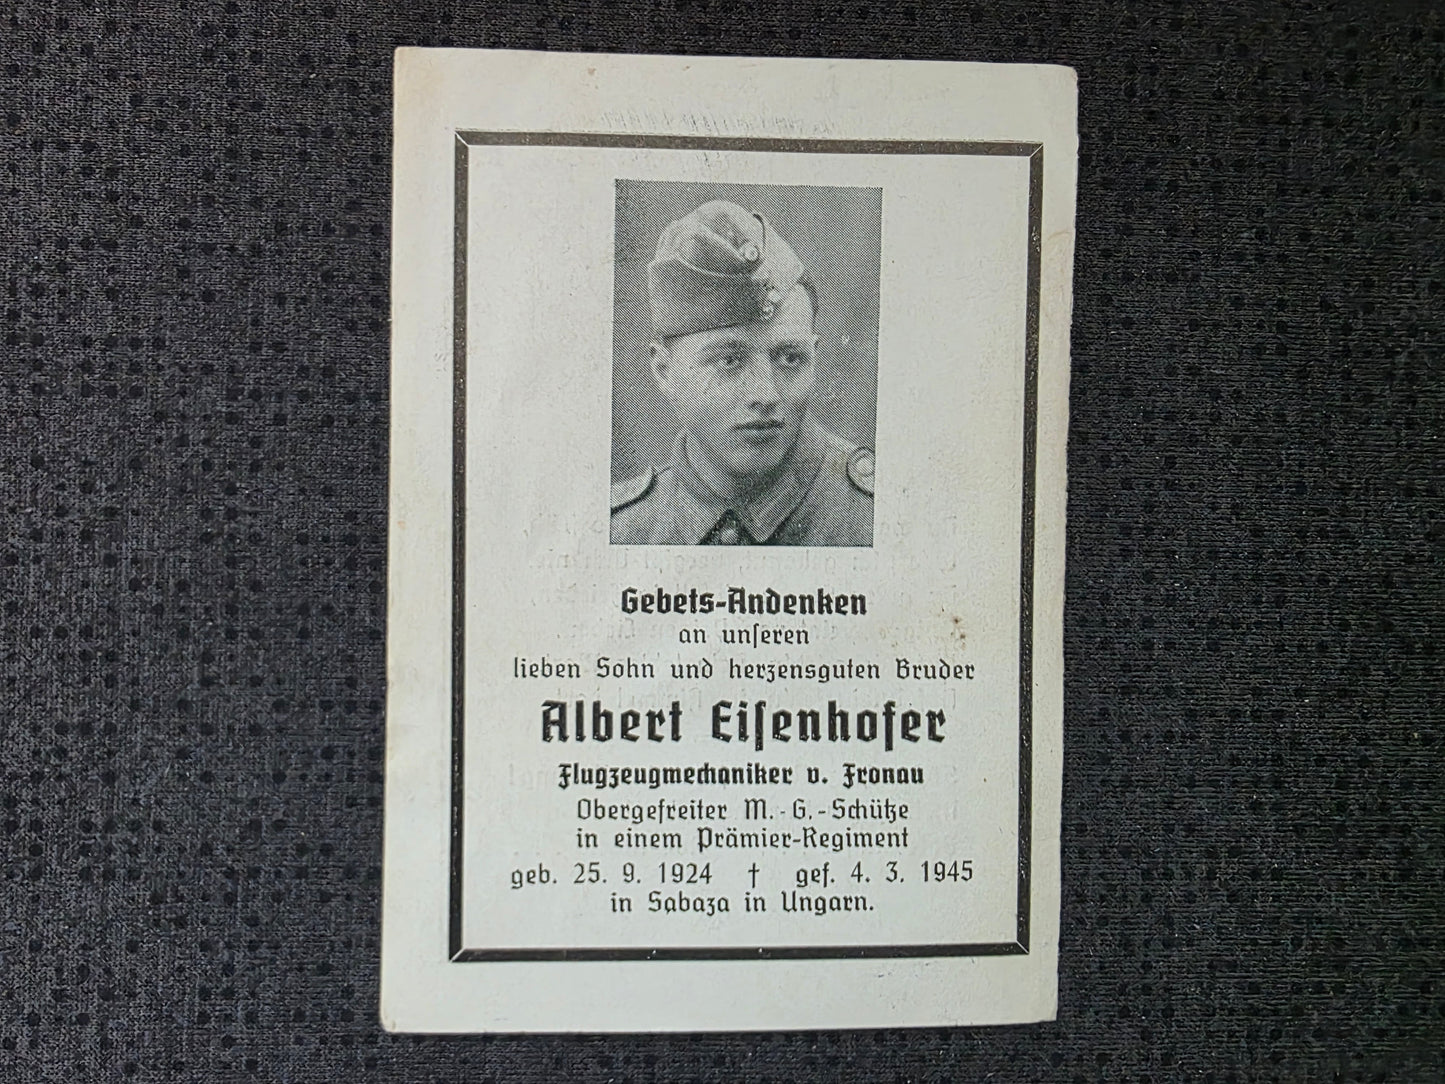 Gebets-Andenken
an unſeren
lieben Sohn und herzensguten Bruder
Albert Eiſenhofer
Flugzeugmechaniker v. Fronau
Obergefreiter M.-G.-Schütze
in einem Prämier-Regiment
geb. 25. 9. 1924 † gef. 4. 3. 1945
in Sabaza in Ungarn.